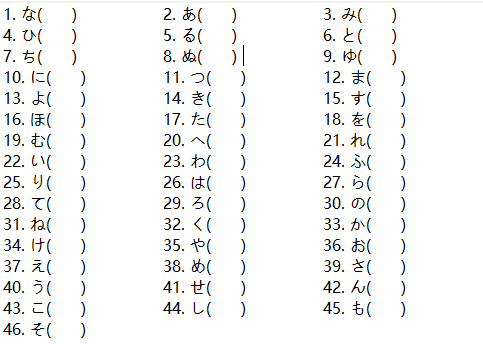 1. な(      )    2. あ(      )    3. み(      )
4. ひ(      )    5. る(      )    6. と(      )
7. ち(      )    8. ぬ(      )    9. ゆ(      )
10. に(      )    11. つ(      )    12. ま(      )
13. よ(      )    14. き(      )    15. す(      )
16. ほ(      )    17. た(      )    18. を(      )
19. む(      )    20. へ(      )    21. れ(      )
22. い(      )    23. わ(      )    24. ふ(      )
25. り(      )    26. は(      )    27. ら(      )
28. て(      )    29. ろ(      )    30. の(      )
31. ね(      )    32. く(      )    33. か(      )
34. け(      )    35. や(      )    36. お(      )
37. え(      )    38. め(      )    39. さ(      )
40. う(      )    41. せ(      )    42. ん(      )
43. こ(      )    44. し(      )    45. も(      )
46. そ(      )